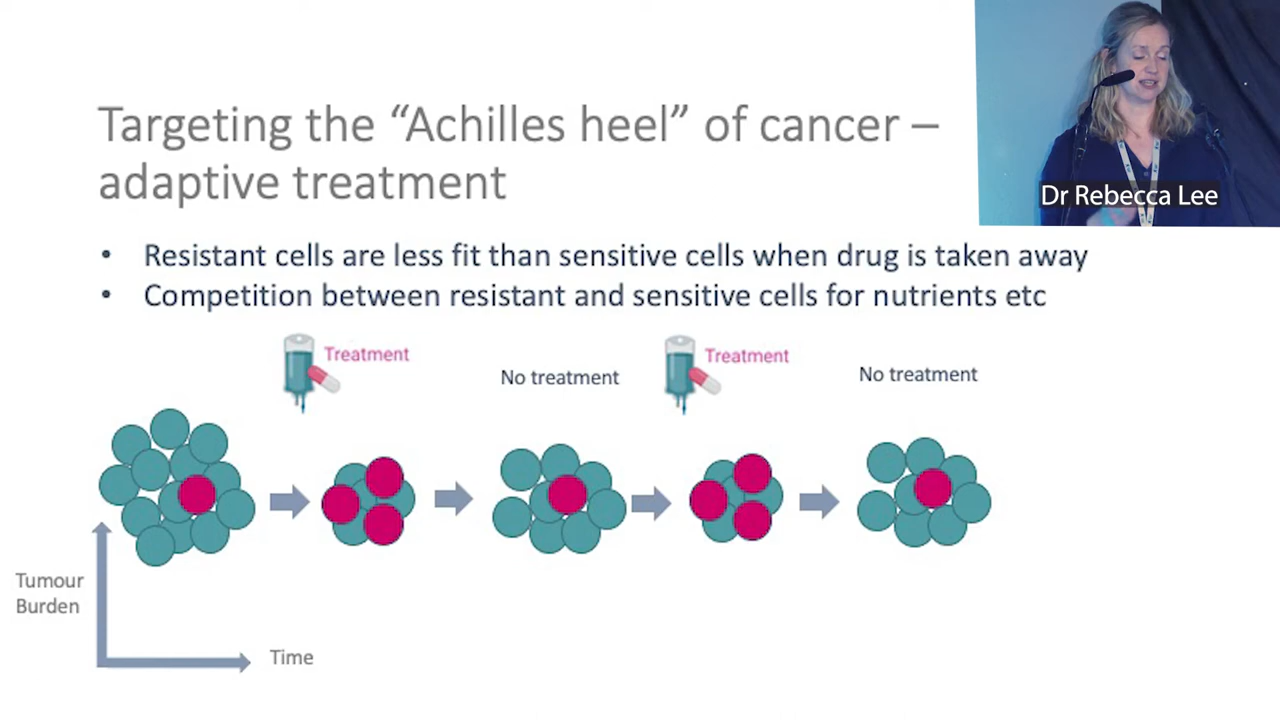 Targeting the “Achilles heel” of cancer –
adaptive treatment
Dr Rebecca Lee
• Resistant cells are less fit than sensitive cells when drug is taken away
• Competition between resistant and sensitive cells for nutrients etc
Treatment
No treatment
Treatment
No treatment
Tumour
Burden
Time